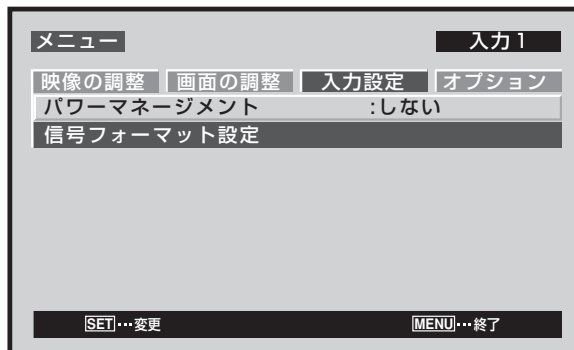 メニュー 入力1
映像の調整 画面の調整 入力設定 オプション
パワーマネージメント :しない
信号フォーマット設定
SET…変更 MENU…終了